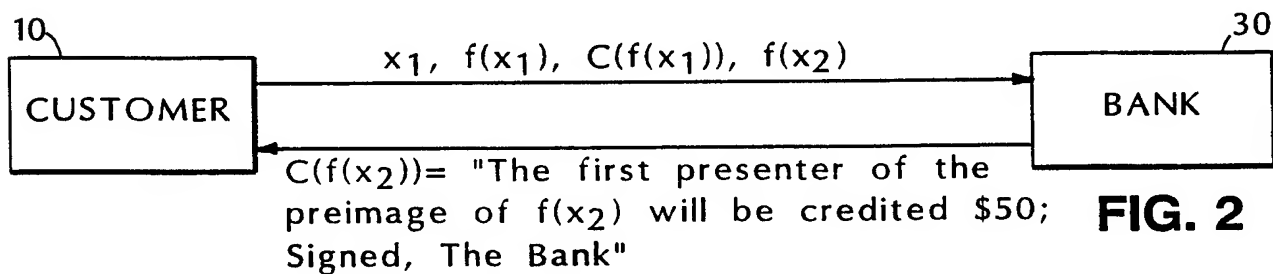 10
30
x1, f(x1), C(f(x1)), f(x2)
CUSTOMER
BANK
C(f(x2))= "The first presenter of the
preimage of f(x2) will be credited $50;
Signed, The Bank"
FIG. 2